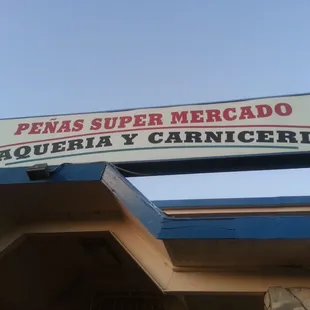 PEÑAS SUPER MERCADO
AQUERIA Y CARNICERI